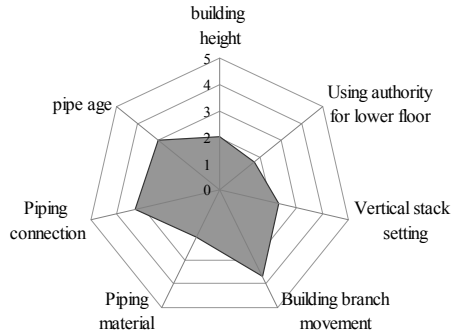 building
height
5
4
3
2
1
0
Using authority
for lower floor
Vertical stack
setting
Building branch
movement
Piping
material
Piping
connection
pipe age